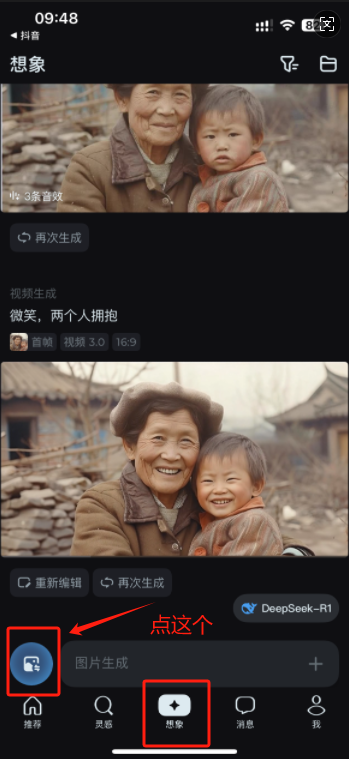 09:48
抖音
想象
3条音效
再次生成
视频生成
微笑，两个人拥抱
首帧 视频 3.0 16:9
重新编辑 再次生成
DeepSeek-R1
点这个
图片生成
推荐 灵感 想象 消息 我